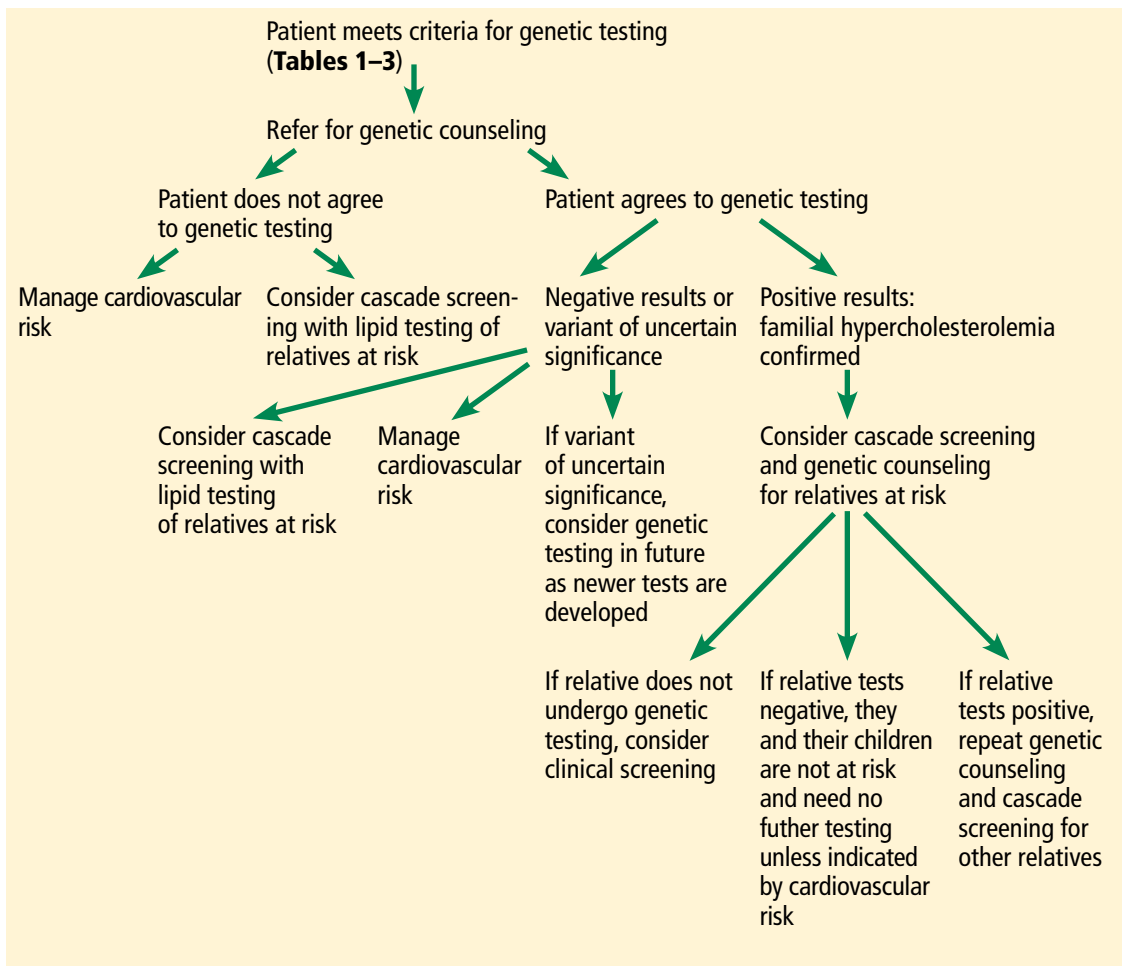 Patient meets criteria for genetic testing
(Tables 1–3)
Refer for genetic counseling
Patient does not agree
to genetic testing
Patient agrees to genetic testing
Manage cardiovascular
risk
Consider cascade screen-
ing with lipid testing of
relatives at risk
Negative results or
variant of uncertain
significance
Positive results:
familial hypercholesterolemia
confirmed
Consider cascade
screening with
lipid testing
of relatives at risk
Manage
cardiovascular
risk
If variant
of uncertain
significance,
consider genetic
testing in future
as newer tests are
developed
Consider cascade screening
and genetic counseling
for relatives at risk
If relative does not
undergo genetic
testing, consider
clinical screening
If relative tests
negative, they
and their children
are not at risk
and need no
futher testing
unless indicated
by cardiovascular
risk
If relative
tests positive,
repeat genetic
counseling
and cascade
screening for
other relatives